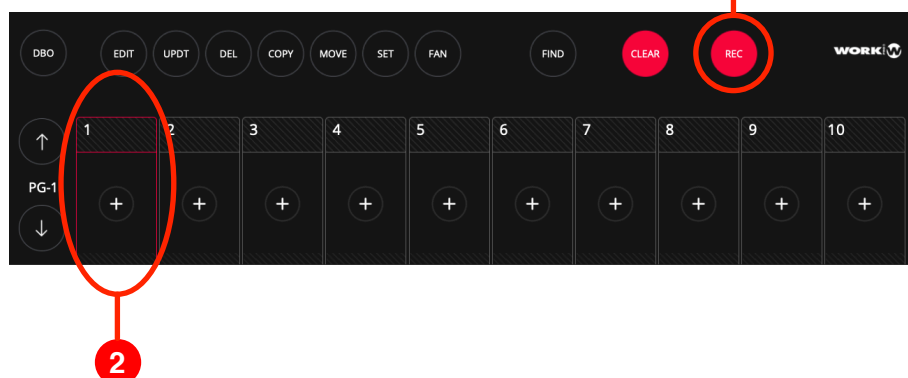 DBO EDIT UPDT DEL COPY MOVE SET FAN FIND CLEAR REC WORK W
1 2 3 4 5 6 7 8 9 10
PG-1
2